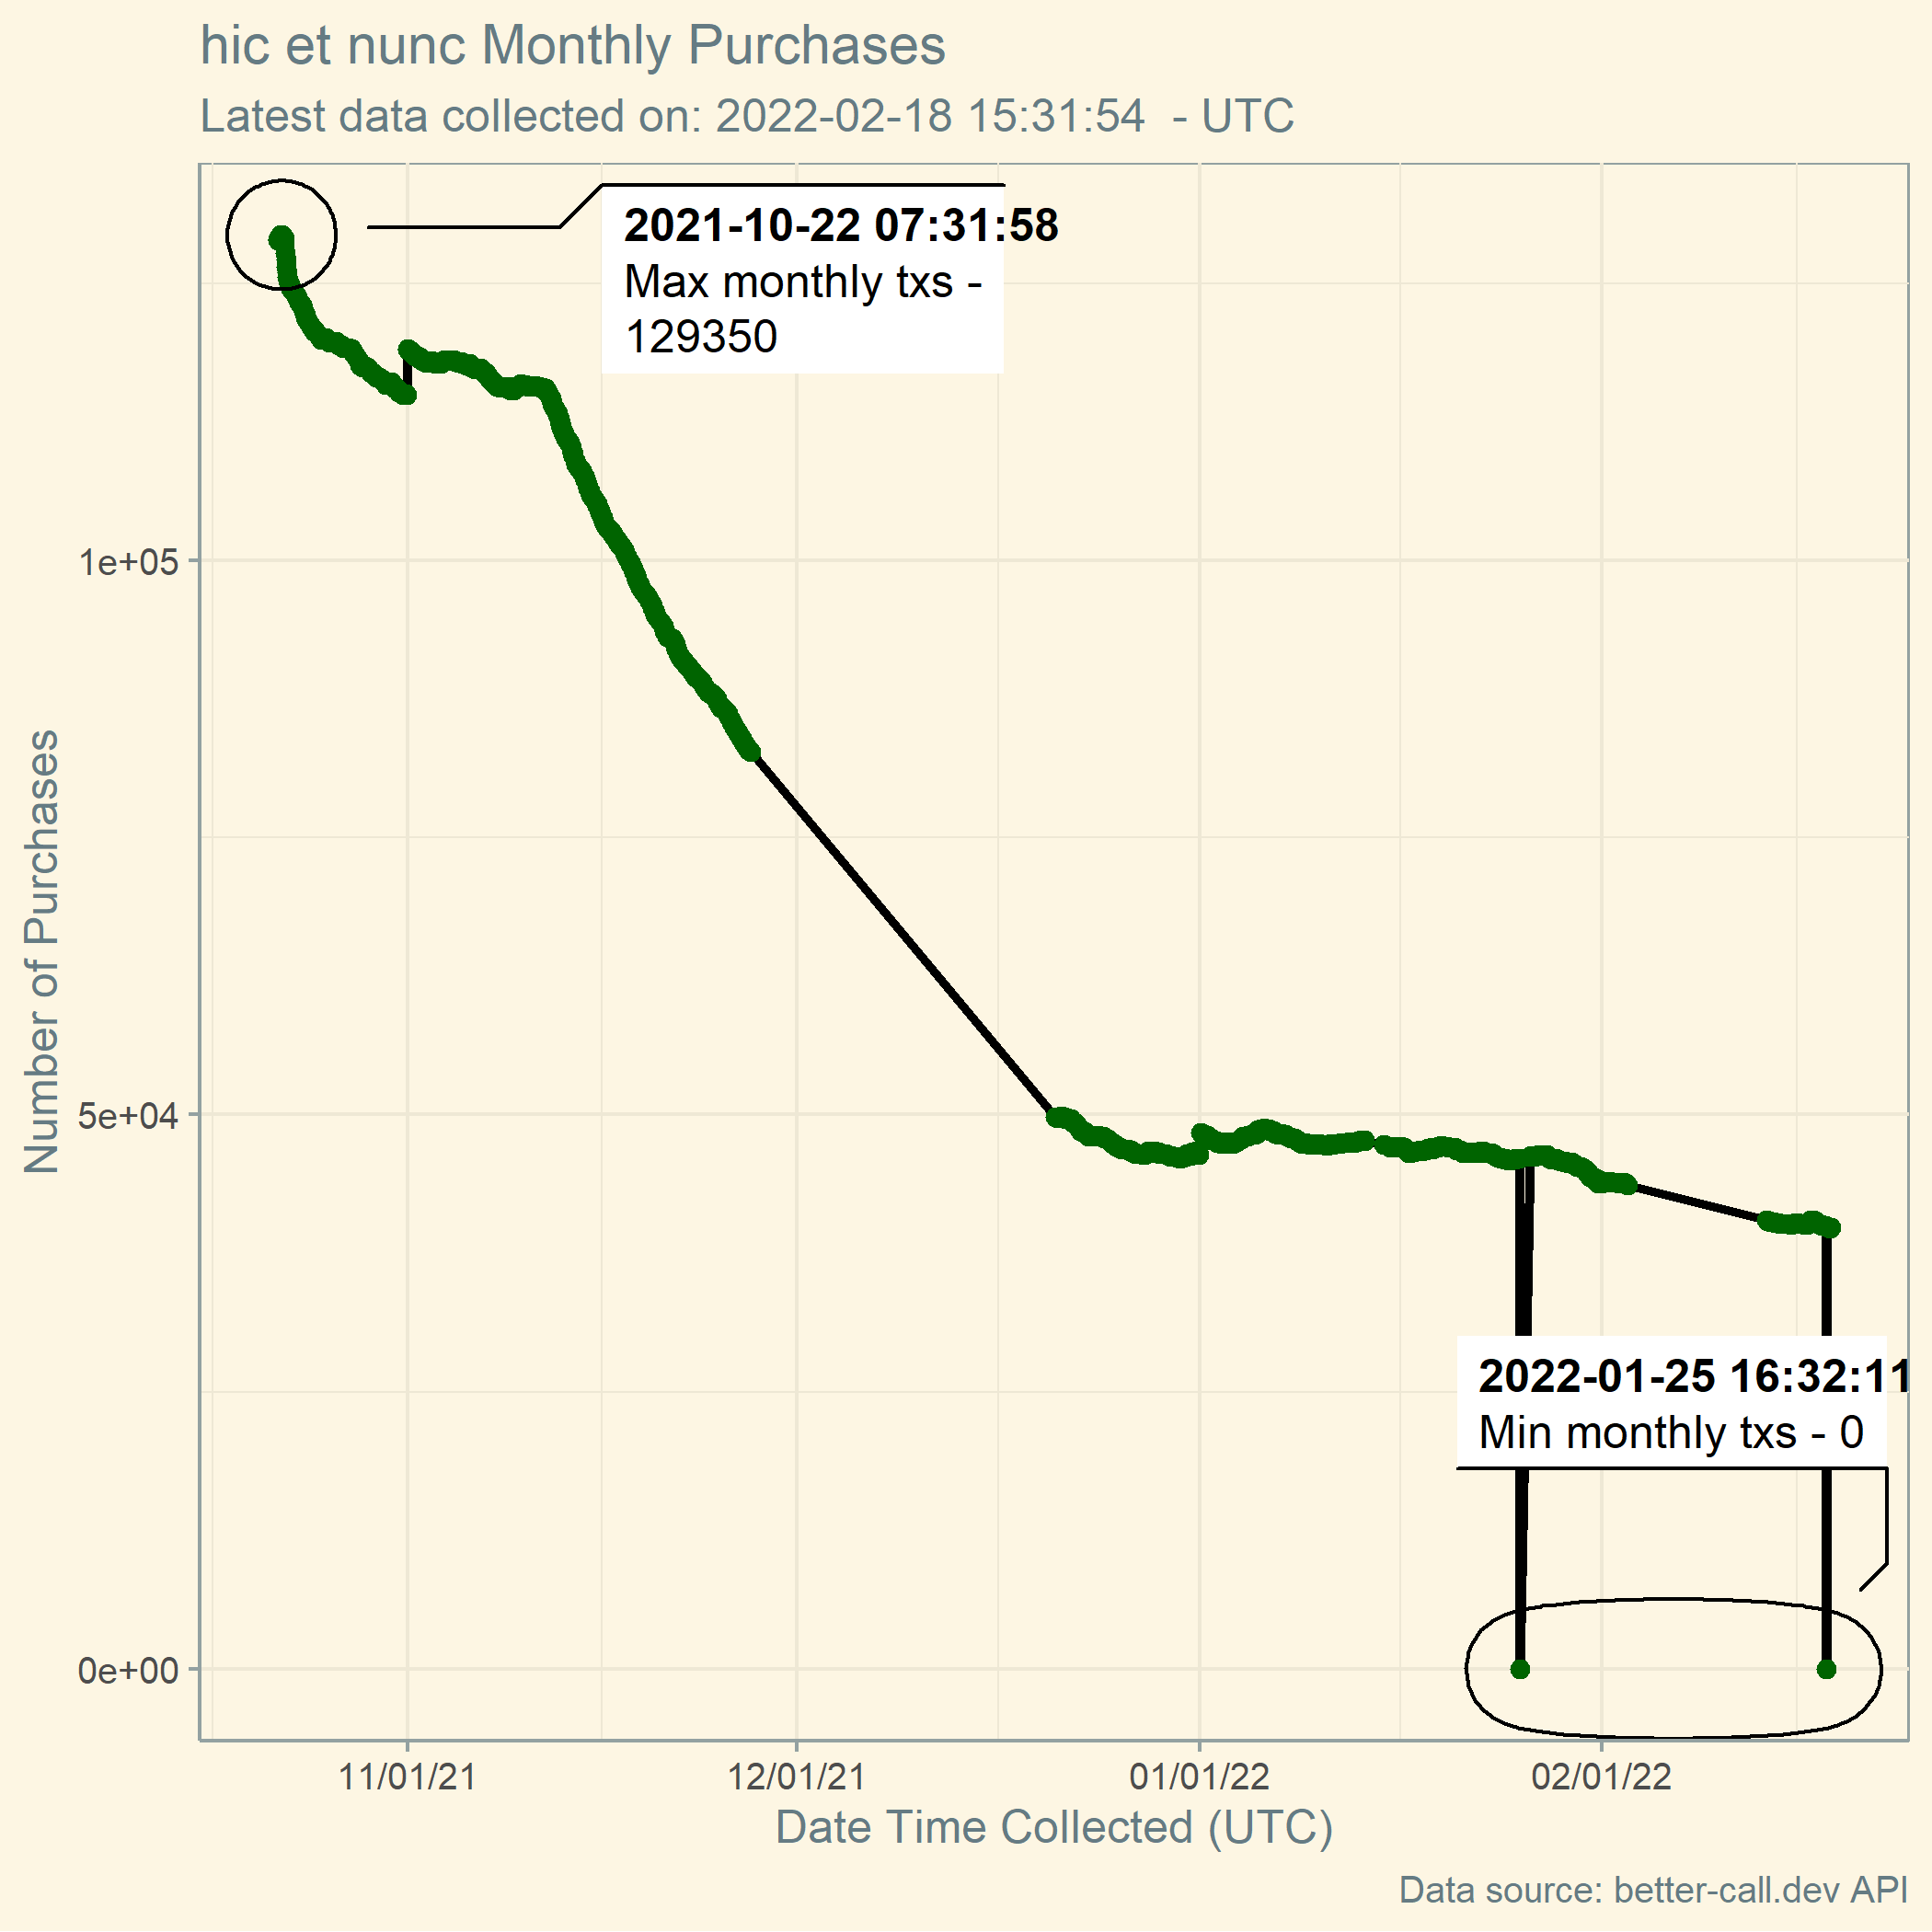 hic et nunc Monthly Purchases
Latest data collected on: 2022-02-18 15:31:54 - UTC
2021-10-22 07:31:58
Max monthly txs -
129350
1e+05
5e+04
0e+00
Number of Purchases
2022-01-25 16:32:11
Min monthly txs - 0
11/01/21
12/01/21
01/01/22
02/01/22
Date Time Collected (UTC)
Data source: better-call.dev API